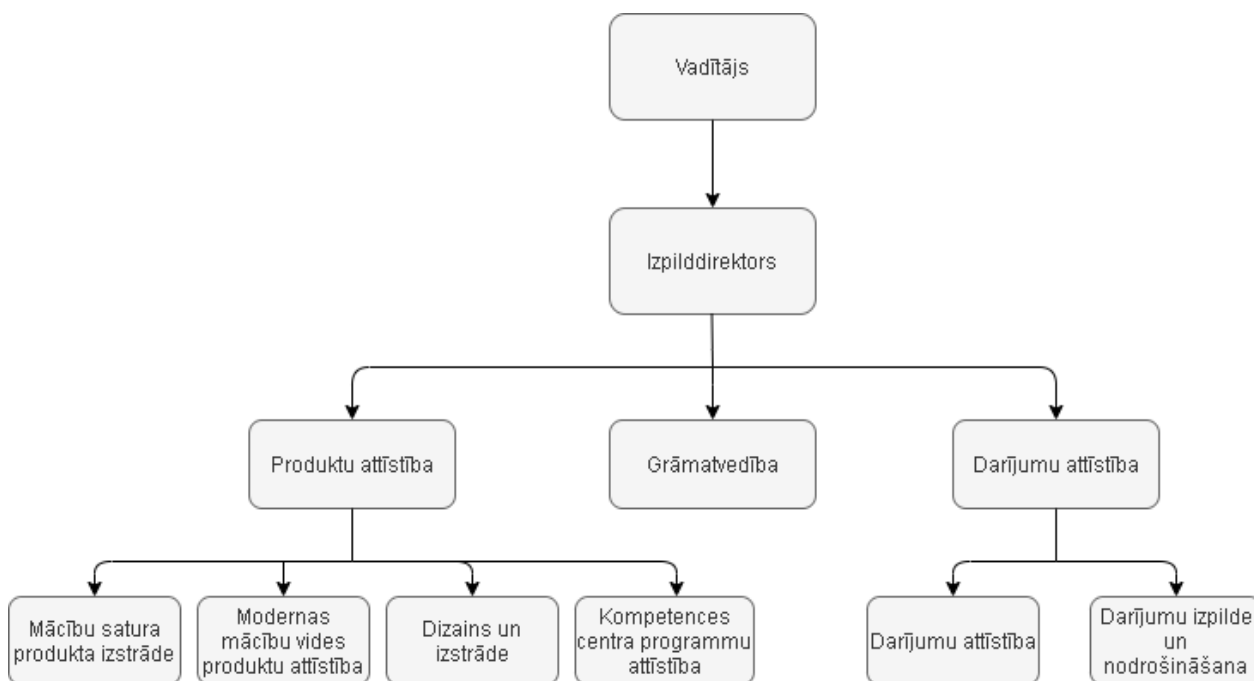 Vadītājs
Izpilddirektors
Produktu attīstība
Grāmatvedība
Darījumu attīstība
Mācību satura
produkta izstrāde
Modernas
mācību vides
produktu attīstība
Dizains un
izstrāde
Kompetences
centra programmu
attīstība
Darījumu attīstība
Darījumu izpilde
un
nodrošināšana